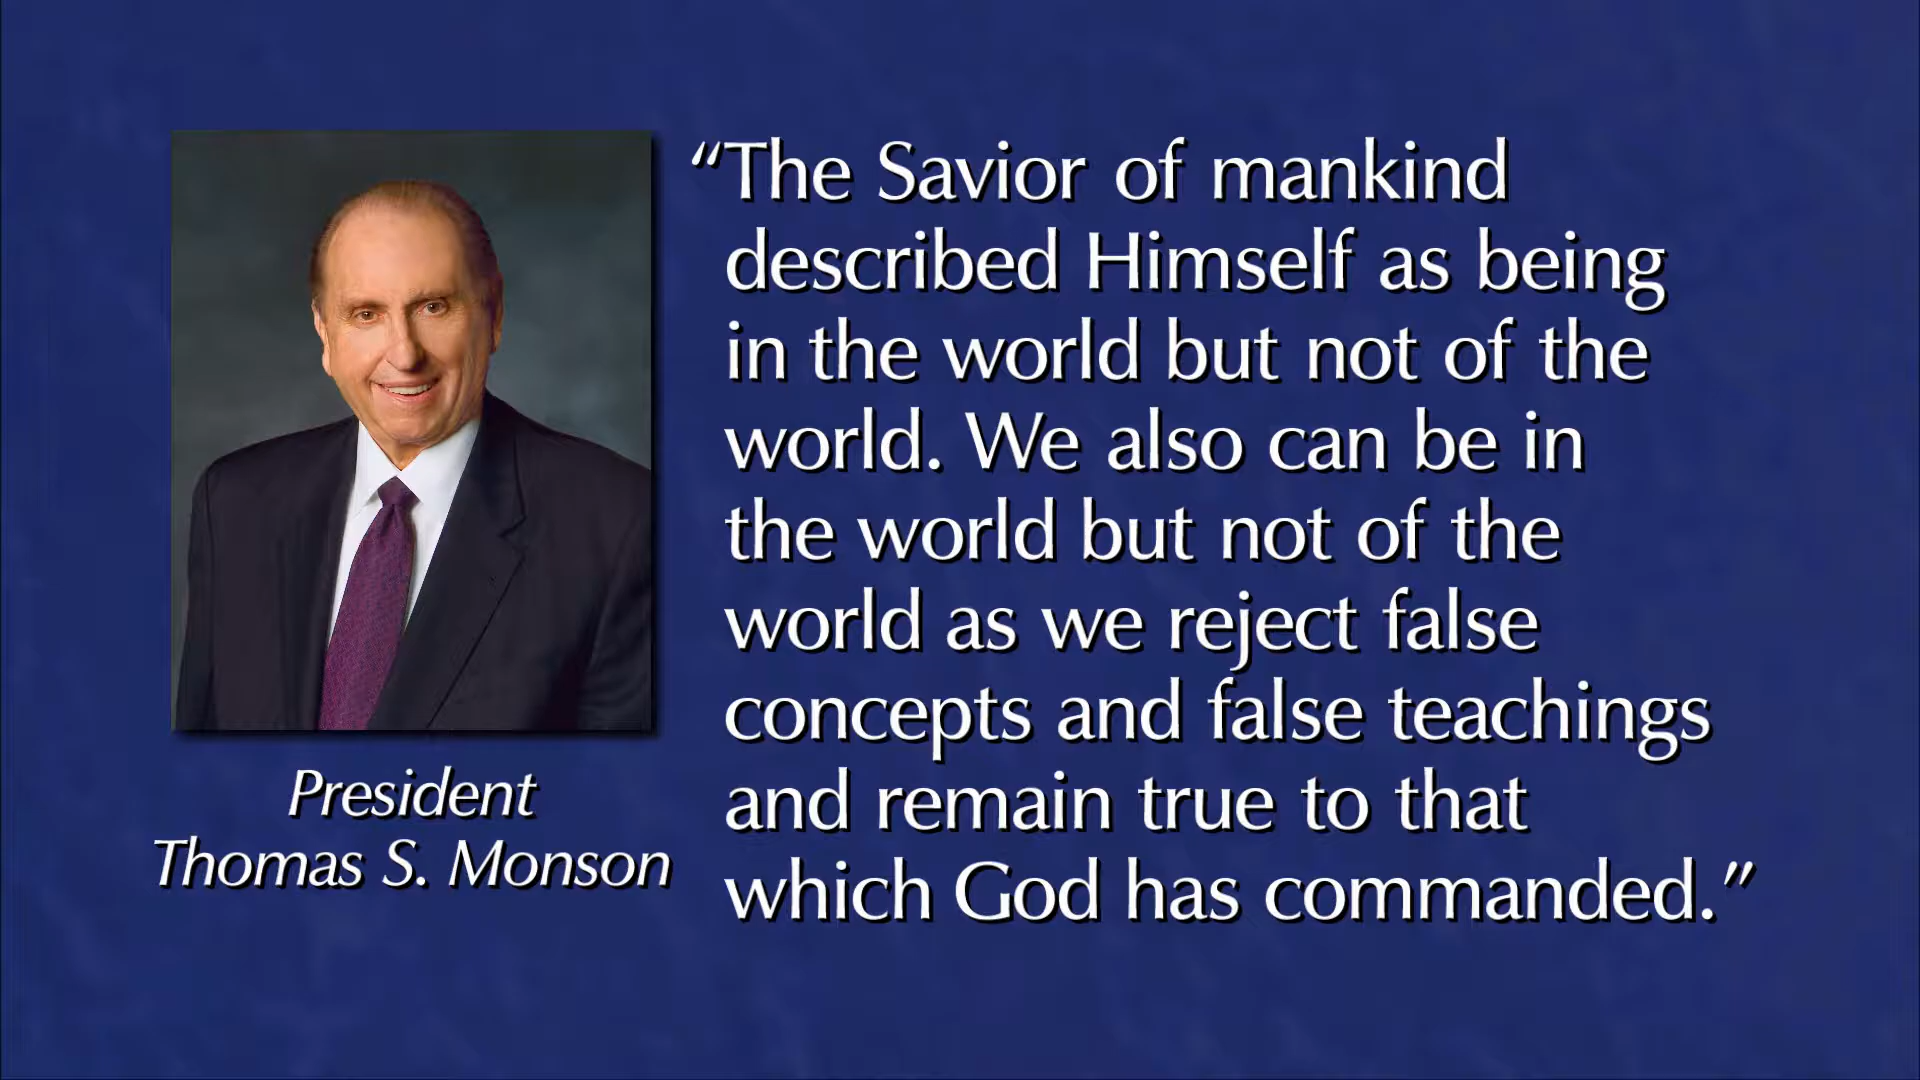 “The Savior of mankind
described Himself as being
in the world but not of the
world. We also can be in
the world but not of the
world as we reject false
concepts and false teachings
and remain true to that
which God has commanded.”
President
Thomas S. Monson